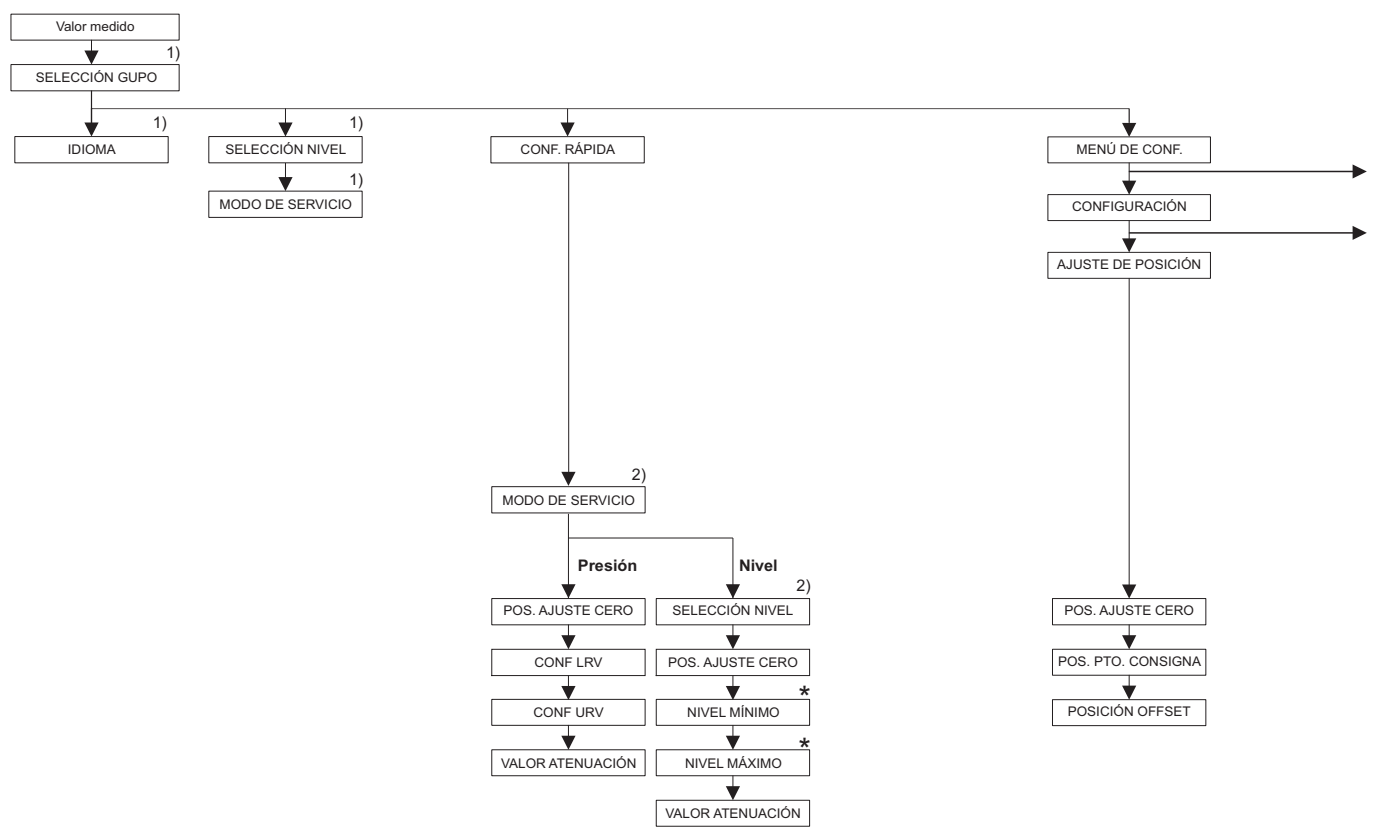 Valor medido
1)
SELECCIÓN GUPO
1)
IDIOMA
1)
SELECCIÓN NIVEL
CONF. RÁPIDA
MENÚ DE CONF.
1)
MODO DE SERVICIO
CONFIGURACIÓN
AJUSTE DE POSICIÓN
2)
MODO DE SERVICIO
Presión
Nivel
2)
POS. AJUSTE CERO
SELECCIÓN NIVEL
POS. AJUSTE CERO
CONF LRV
POS. AJUSTE CERO
POS. PTO. CONSIGNA
*
CONF URV
NIVEL MÍNIMO
POSICIÓN OFFSET
*
VALOR ATENUACIÓN
NIVEL MÁXIMO
VALOR ATENUACIÓN